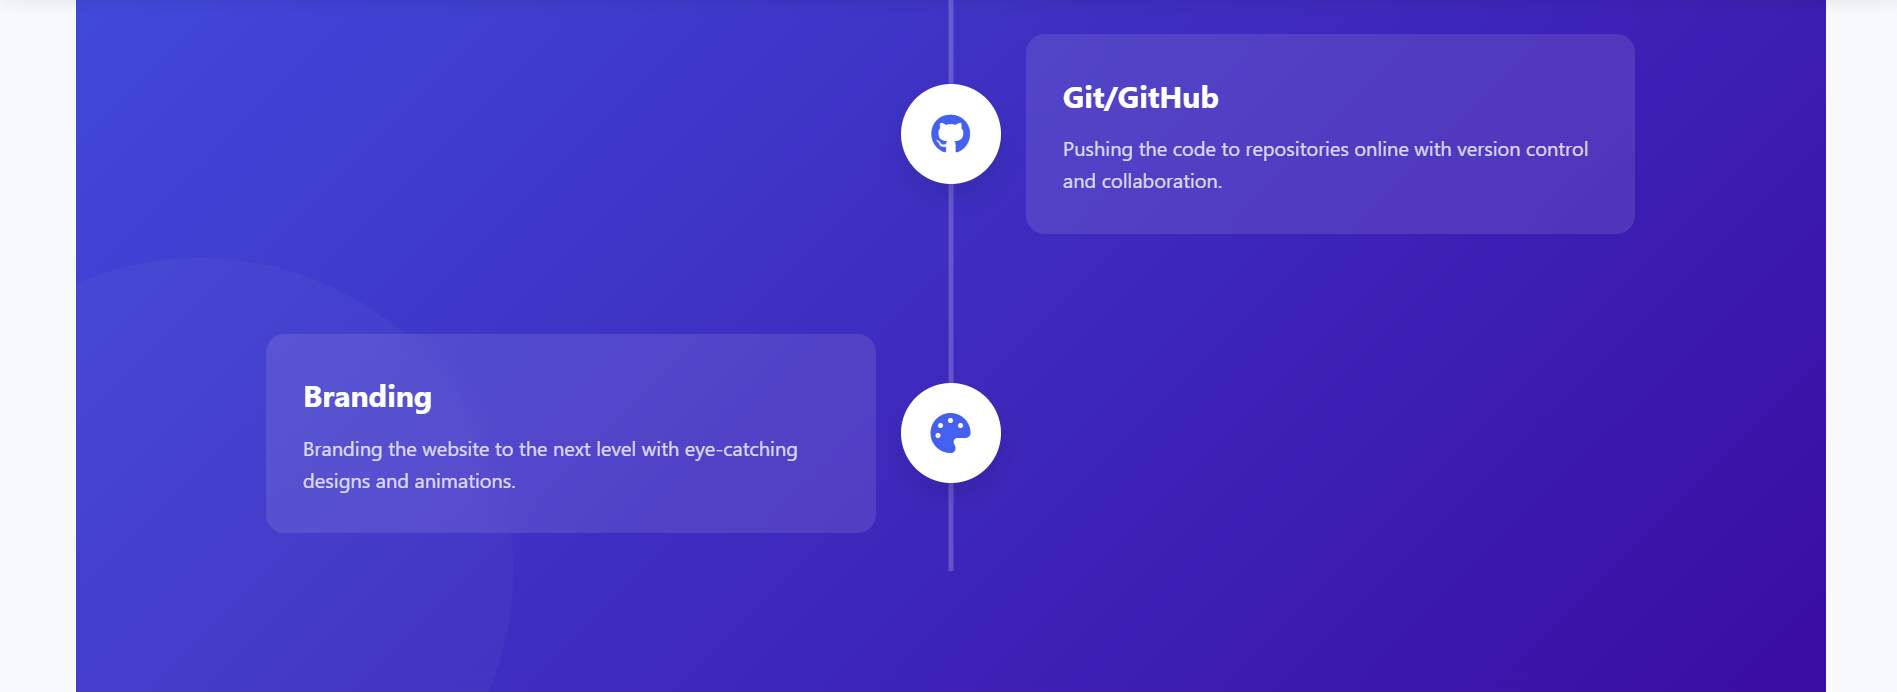 Git/GitHub
Pushing the code to repositories online with version control
and collaboration.
Branding
Branding the website to the next level with eye-catching
designs and animations.